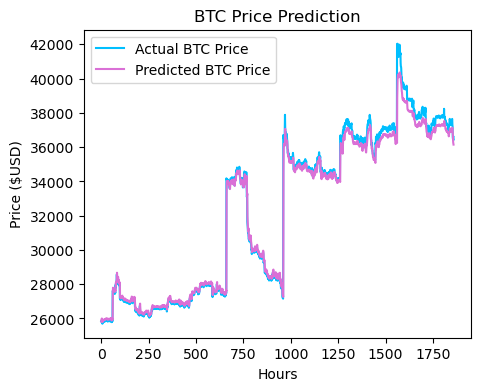 BTC Price Prediction
Actual BTC Price
Predicted BTC Price
Price ($USD)
42000
40000
38000
36000
34000
32000
30000
28000
26000
0 250 500 750 1000 1250 1500 1750
Hours